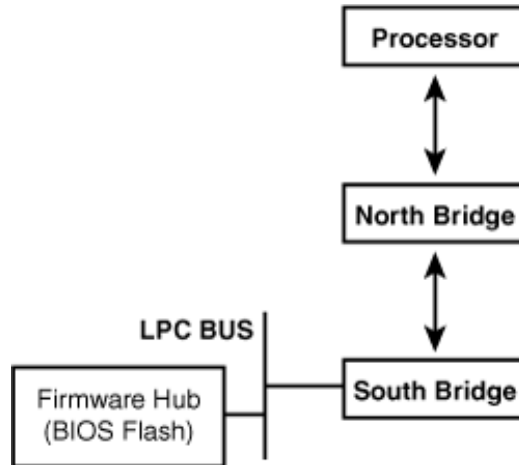 Processor
North Bridge
LPC BUS
South Bridge
Firmware Hub
(BIOS Flash)